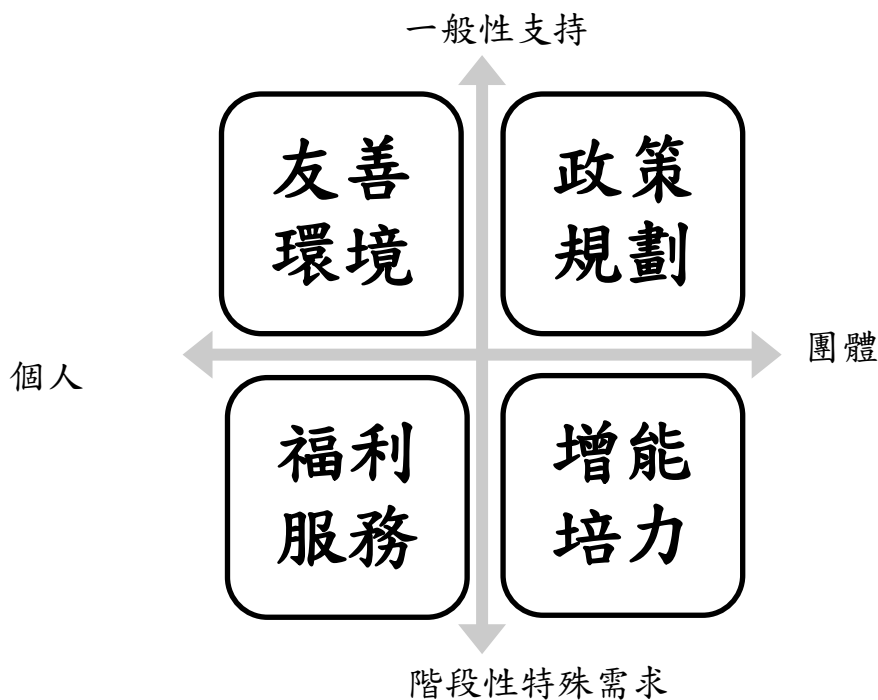 一般性支持
友善
環境
政策
規劃
個人
團體
福利
服務
增能
培力
階段性特殊需求